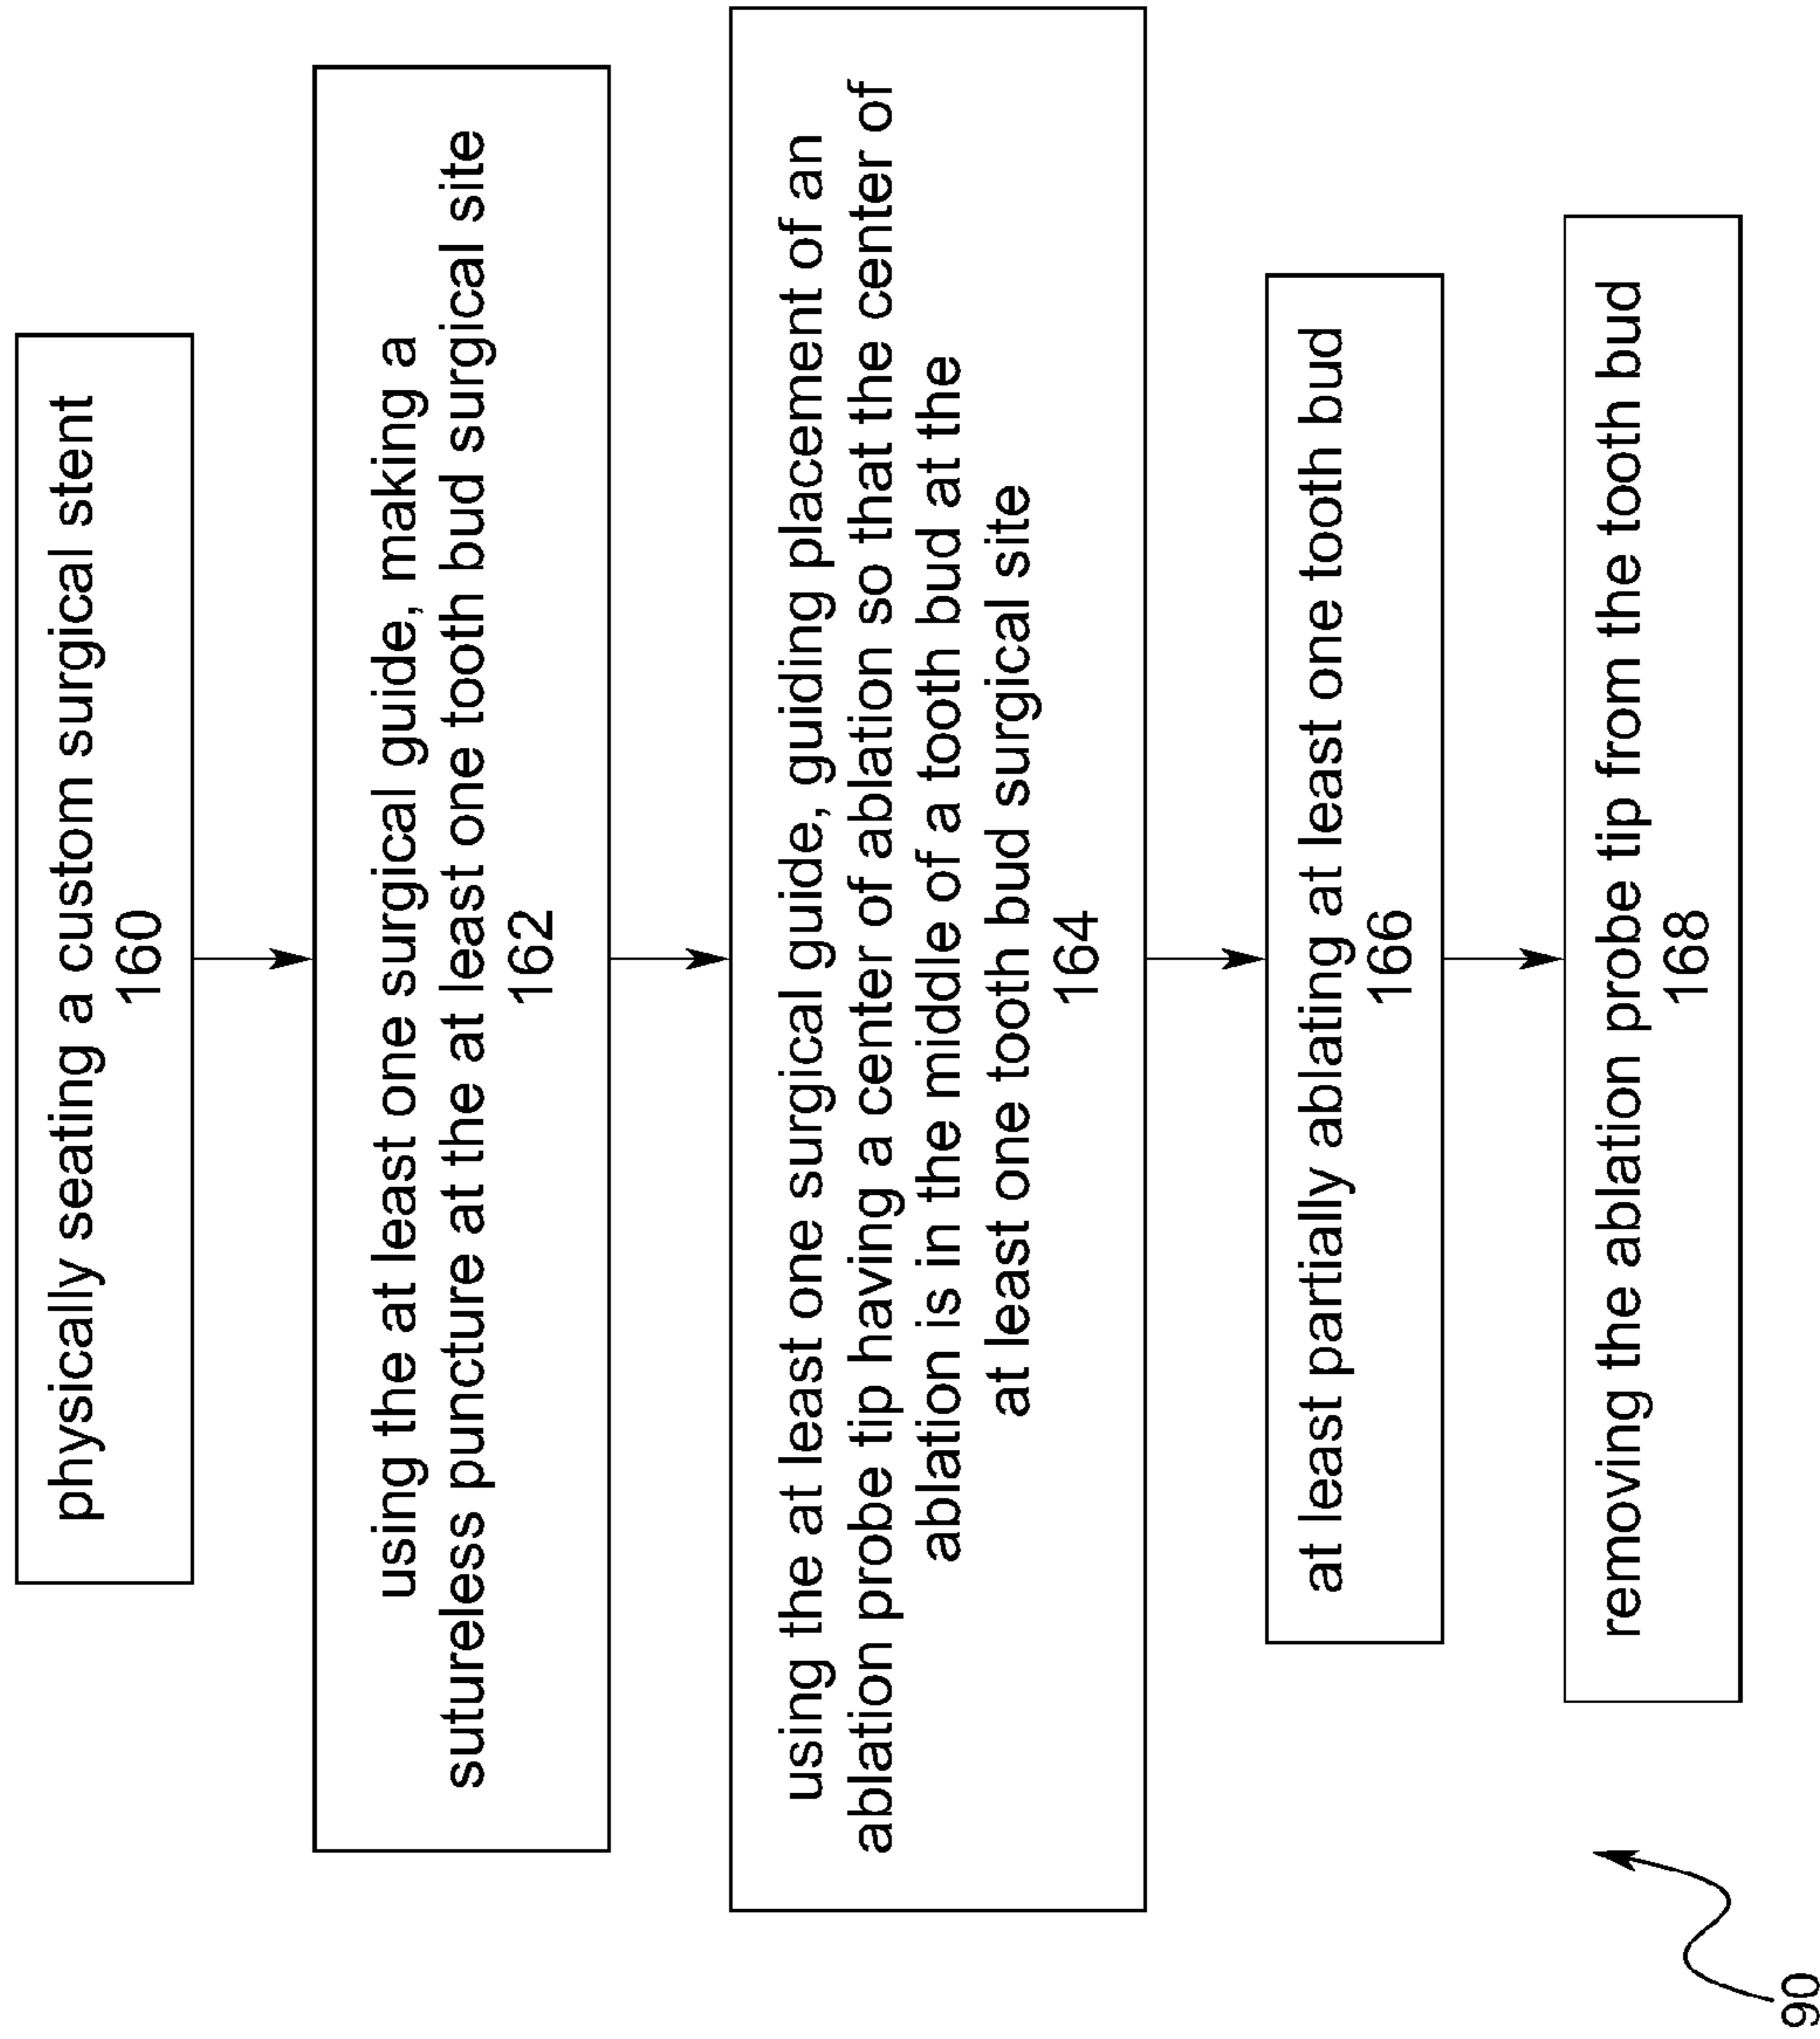 physically seating a custom surgical stent
160
using the at least one surgical guide, making a
sutureless puncture at the at least one tooth bud surgical site
162
using the at least one surgical guide, guiding placement of an
ablation probe tip having a center of ablation so that the center of
ablation is in the middle of a tooth bud at the
at least one tooth bud surgical site
164
at least partially ablating at least one tooth bud
166
removing the ablation probe tip from the tooth bud
168
90